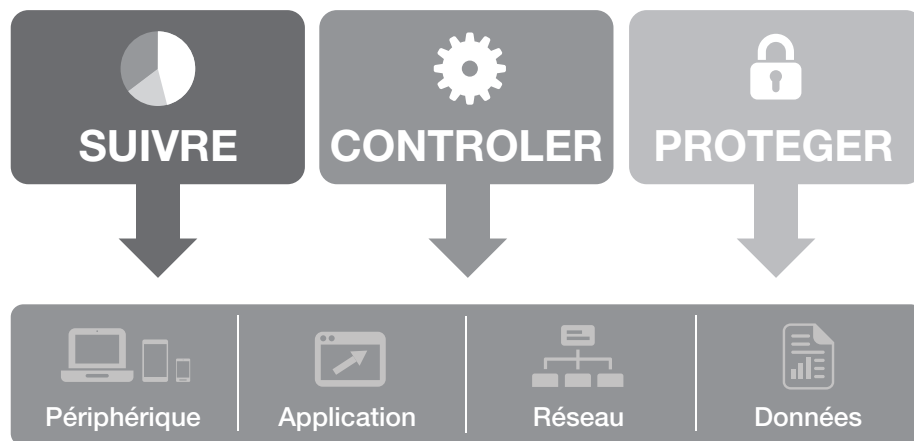 SUIVRE
CONTROLER
PROTEGER
Périphérique
Application
Réseau
Données